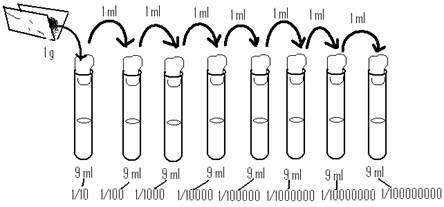 1 ml 1 ml 1 ml 1 ml 1 ml 1 ml 1 ml
1 g
9 ml 9 ml 9 ml 9 ml 9 ml 9 ml 9 ml 9 ml
1/10 1/100 1/1000 1/10000 1/100000 1/1000000 1/10000000 1/100000000